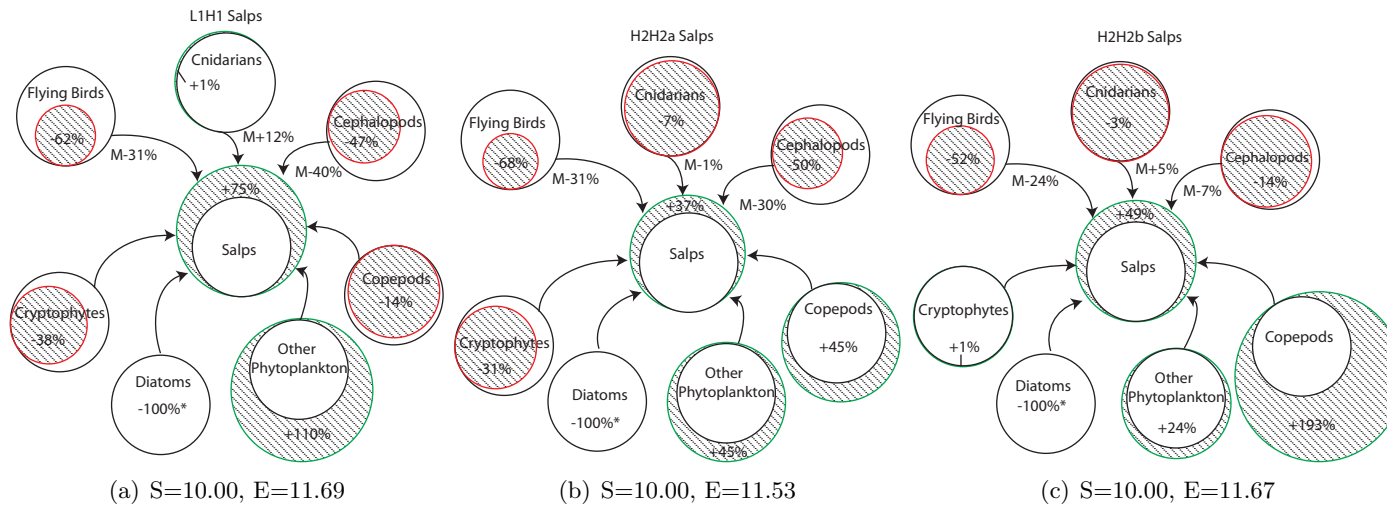 L1H1 Salps
Cnidarians
+1%
Flying Birds
-62%
Cephalopods
-47%
M-31%
M+12%
M-40%
+75%
Salps
Cryptophytes
-38%
Copepods
-14%
Diatoms
-100%*
Other
Phytoplankton
+110%
(a) S=10.00, E=11.69
H2H2a Salps
Cnidarians
-7%
Flying Birds
-68%
Cephalopods
-50%
M-31%
M-1%
M-30%
+37%
Salps
Cryptophytes
-31%
Copepods
+45%
Diatoms
-100%*
Other
Phytoplankton
+45%
(b) S=10.00, E=11.53
H2H2b Salps
Cnidarians
-3%
Flying Birds
-52%
Cephalopods
-14%
M-24%
M+5%
M-7%
+49%
Salps
Cryptophytes
+1%
Copepods
+193%
Diatoms
-100%*
Other
Phytoplankton
+24%
(c) S=10.00, E=11.67